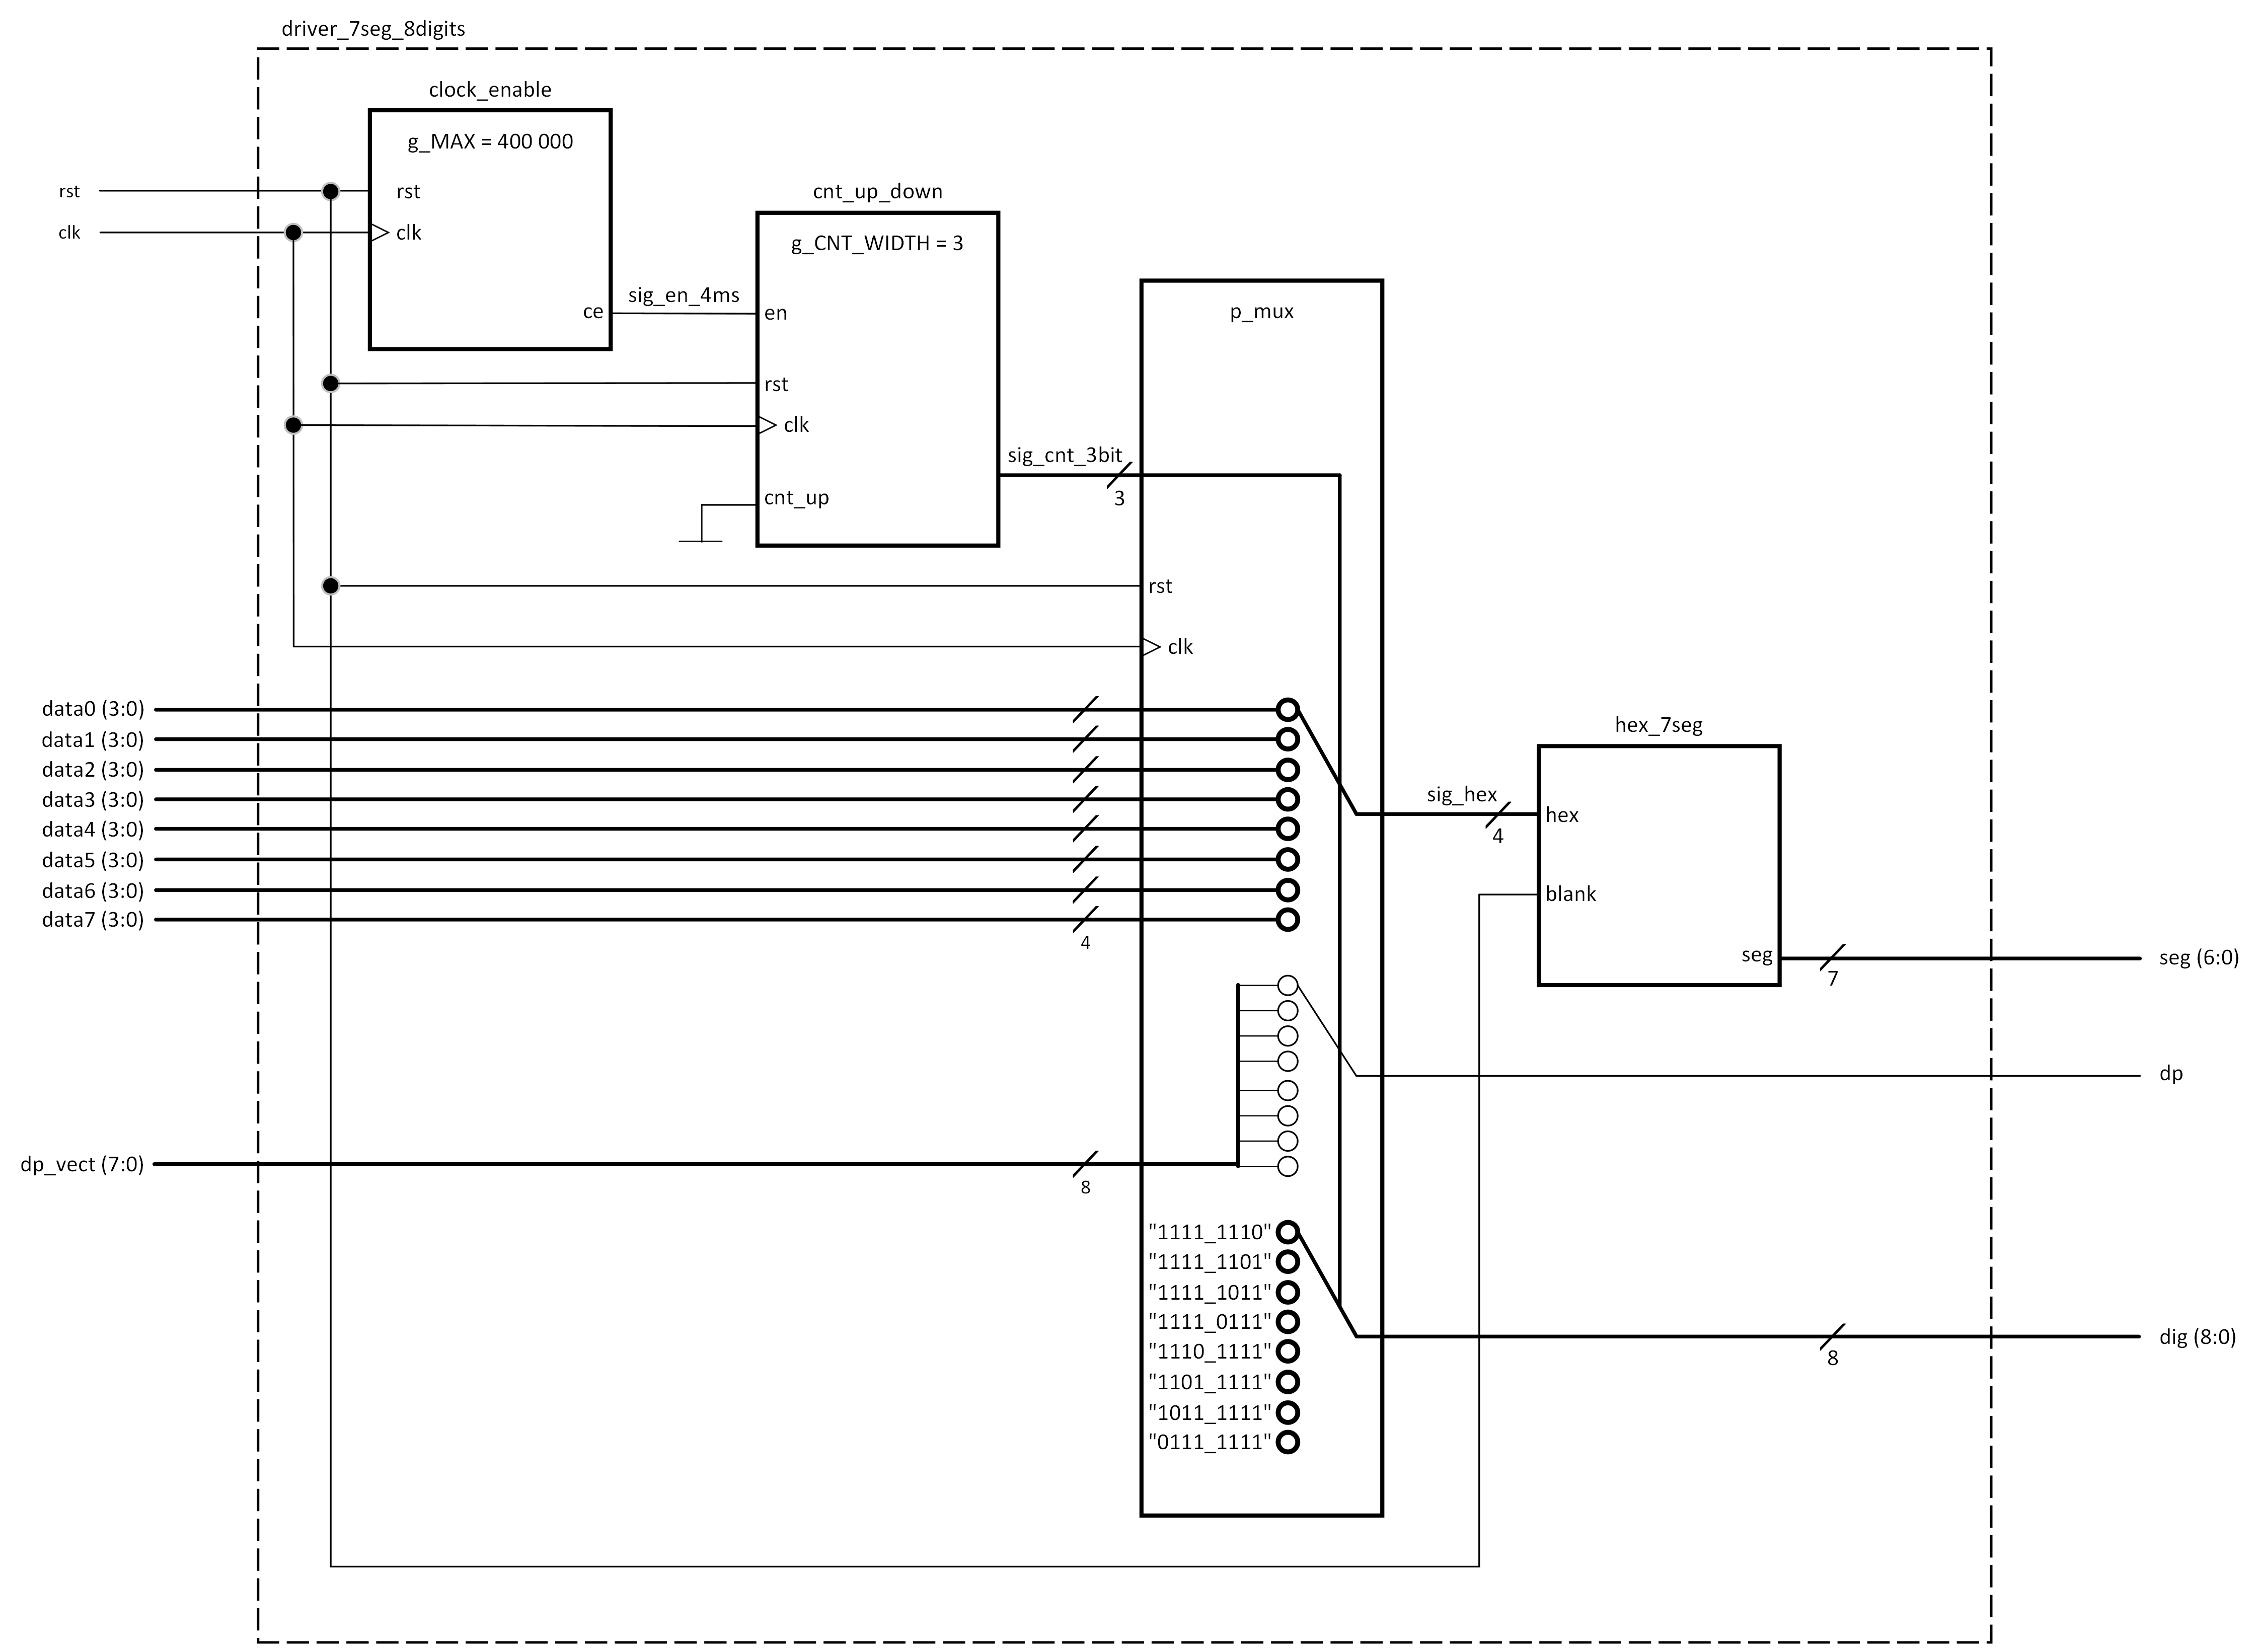 driver_7seg_8digits
clock_enable
g_MAX = 400 000
rst
rst
clk
clk
ce
sig_en_4ms
cnt_up_down
g_CNT_WIDTH = 3
en
rst
clk
cnt_up
sig_cnt_3bit
3
p_mux
rst
clk
data0 (3:0)
data1 (3:0)
data2 (3:0)
data3 (3:0)
data4 (3:0)
data5 (3:0)
data6 (3:0)
data7 (3:0)
4
hex_7seg
sig_hex
4
hex
blank
seg
7
seg (6:0)
dp
dp_vect (7:0)
8
"1111_1110"
"1111_1101"
"1111_1011"
"1111_0111"
"1110_1111"
"1101_1111"
"1011_1111"
"0111_1111"
8
dig (8:0)